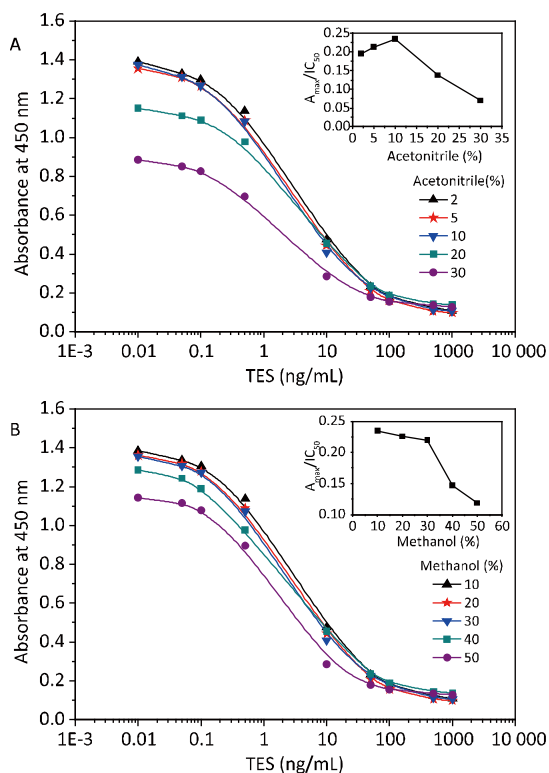 A
Absorbance at 450 nm
1.6
1.4
1.2
1.0
0.8
0.6
0.4
0.2
0.0
1E-3 0.01 0.1 1 10 100 1000 10 000
TES (ng/mL)
Amax/IC50
0.25
0.20
0.15
0.10
0.05
0.00
0 5 10 15 20 25 30 35
Acetonitrile (%)
Acetonitrile(%)
2
5
10
20
30
B
Absorbance at 450 nm
1.6
1.4
1.2
1.0
0.8
0.6
0.4
0.2
0.0
1E-3 0.01 0.1 1 10 100 1000 10 000
TES (ng/mL)
Amax/IC50
0.25
0.20
0.15
0.10
0 10 20 30 40 50 60
Methanol (%)
Methanol (%)
10
20
30
40
50